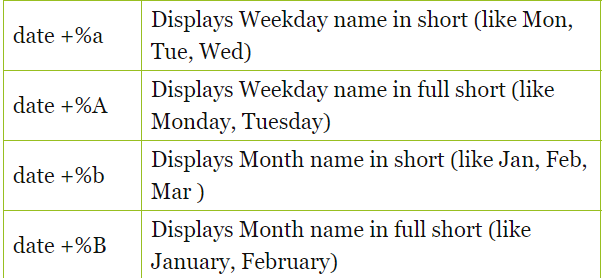 date +%a
Displays Weekday name in short (like Mon,
Tue, Wed)
date +%A
Displays Weekday name in full short (like
Monday, Tuesday)
date +%b
Displays Month name in short (like Jan, Feb,
Mar )
date +%B
Displays Month name in full short (like
January, February)